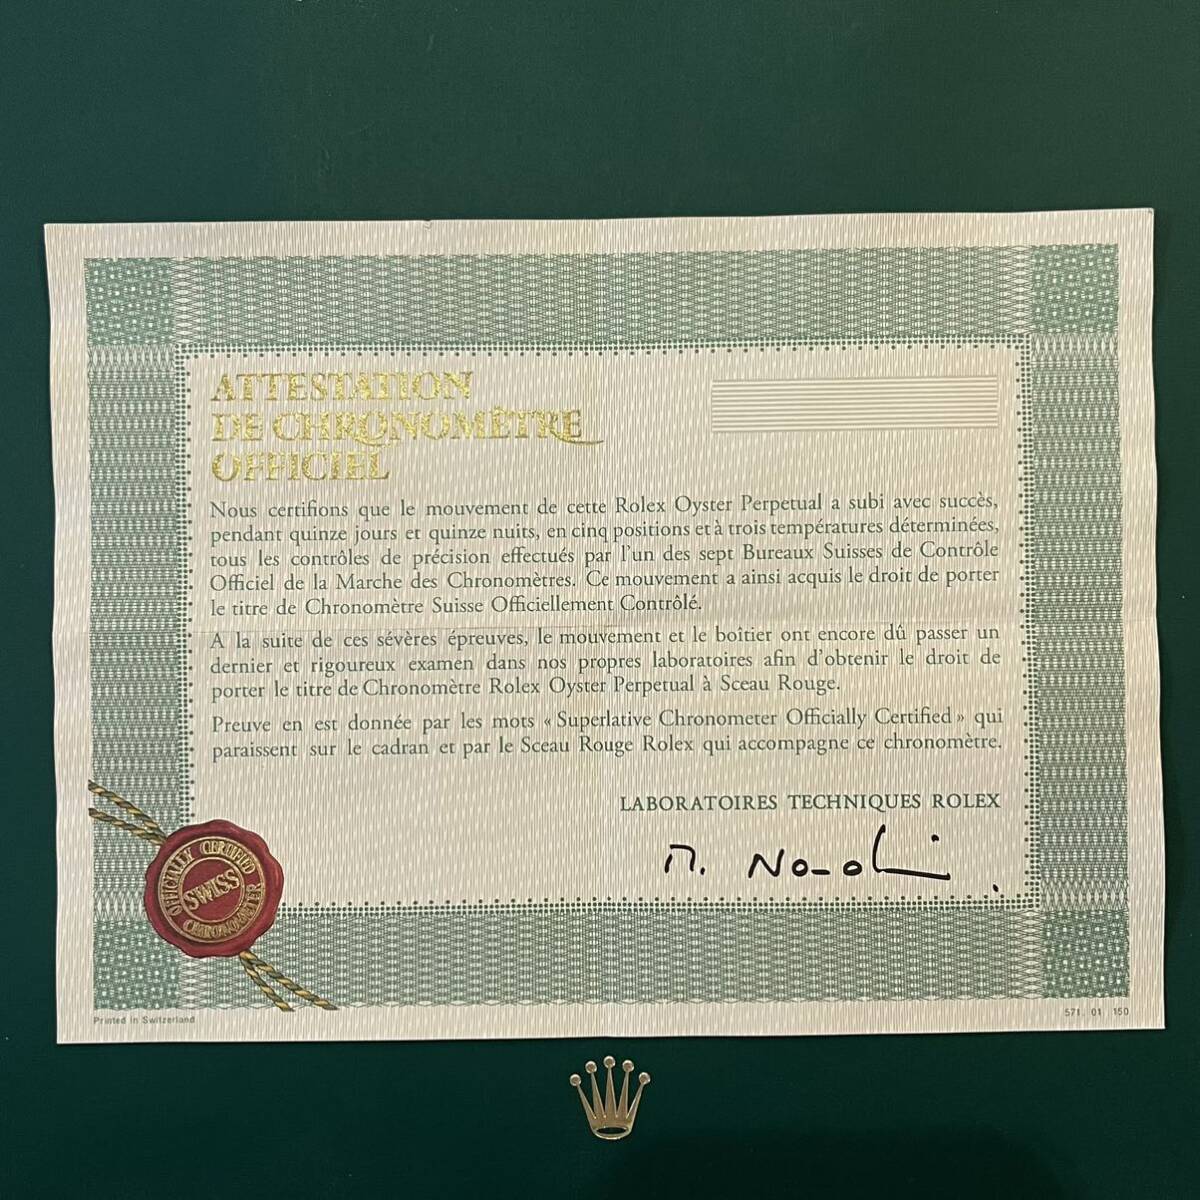 ATTESTATION
DE CHRONOMÈTRE
OFFICIEL
Nous certifions que le mouvement de cette Rolex Oyster Perpetual a subi avec succès,
pendant quinze jours et quinze nuits, en cinq positions et à trois températures déterminées,
tous les contrôles de précision effectués par l'un des sept Bureaux Suisses de Contrôle
Officiel de la Marche des Chronomètres. Ce mouvement a ainsi acquis le droit de porter
le titre de Chronomètre Suisse Officiellement Contrôlé.
A la suite de ces sévères épreuves, le mouvement et le boîtier ont encore dû passer un
dernier et rigoureux examen dans nos propres laboratoires afin d'obtenir le droit de
porter le titre de Chronomètre Rolex Oyster Perpetual à Sceau Rouge.
Preuve en est donnée par les mots « Superlative Chronometer Officially Certified » qui
paraissent sur le cadran et par le Sceau Rouge Rolex qui accompagne ce chronomètre.
LABORATOIRES TECHNIQUES ROLEX
OFFICIALLY CERTIFIED
SWISS
CHRONOMETER
Printed in Switzerland
571. 01 150